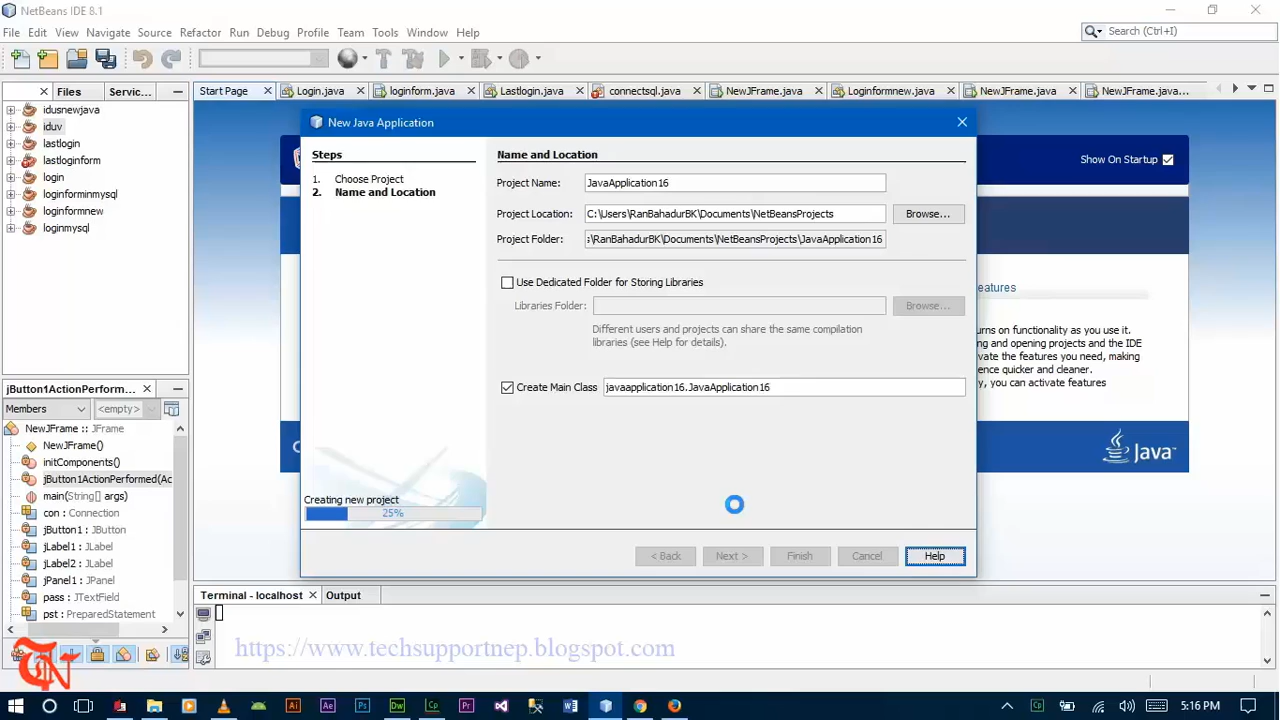 NetBeans IDE 8.1
File Edit View Navigate Source Refactor Run Debug Profile Team Tools Window Help
Search (Ctrl+I)
Files Servic...
Start Page Login.java loginform.java Lastlogin.java connectsql.java NewJFrame.java Loginformnew.java NewJFrame.java NewJFrame.java...
idusnewjava
iduv
lastlogin
lastloginform
login
loginforminmysql
loginformnew
loginmysql
Show On Startup
New Java Application
Steps
1. Choose Project
2. Name and Location
Name and Location
Project Name: JavaApplication16
Project Location: C:\Users\RanBahadurBK\Documents\NetBeansProjects Browse...
Project Folder: :\RanBahadurBK\Documents\NetBeansProjects\JavaApplication16
Use Dedicated Folder for Storing Libraries
Libraries Folder: Browse...
Different users and projects can share the same compilation
libraries (see Help for details).
Create Main Class javaapplication16.JavaApplication16
Creating new project
25%
< Back Next > Finish Cancel Help
eatures
urns on functionality as you use it.
ng and opening projects and the IDE
vate the features you need, making
ence quicker and cleaner.
y, you can activate features
Java
jButton1ActionPerform...
Members <empty>
NewJFrame :: JFrame
NewJFrame()
initComponents()
jButton1ActionPerformed(Ac
main(String[] args)
con : Connection
jButton1 : JButton
jLabel1 : JLabel
jLabel2 : JLabel
jPanel1 : JPanel
pass : JTextField
pst : PreparedStatement
Terminal - localhost Output
https://www.techsupportnep.blogspot.com
TN
Ai Ae Ps Dw Cp Pr
Cp 5:16 PM